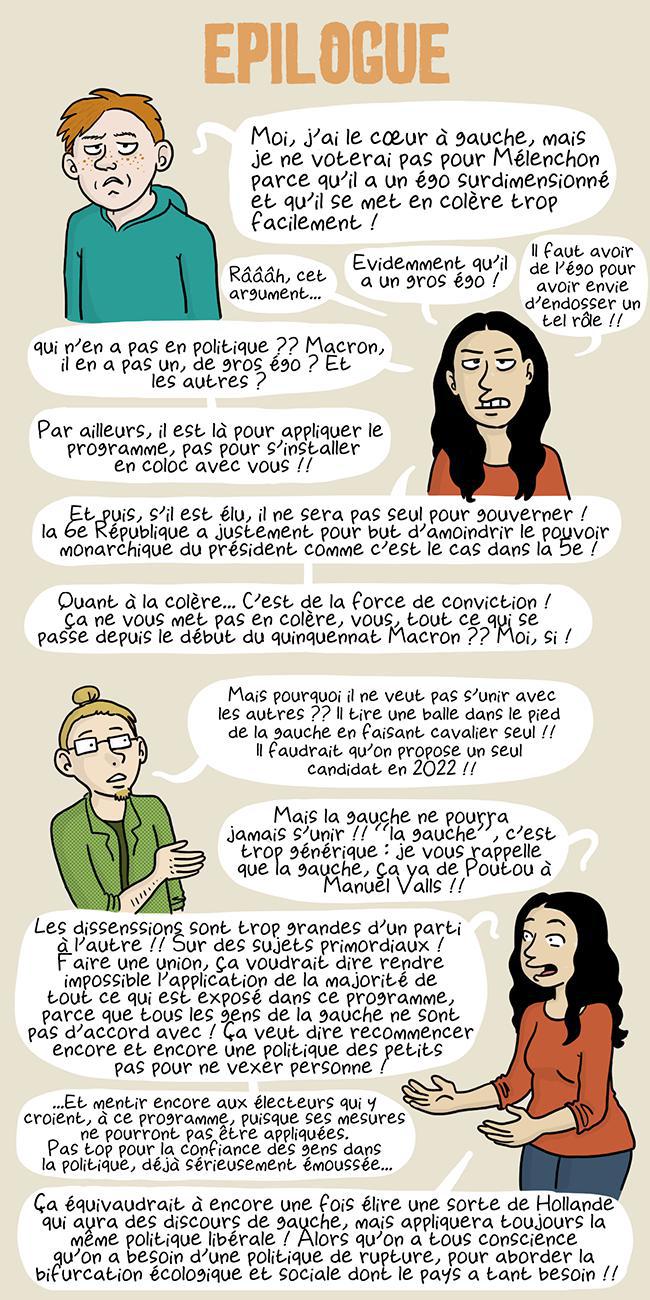 EPILOGUE
Moi, j'ai le cœur à gauche, mais
je ne voterai pas pour Mélenchon
parce qu'il a un égo surdimensionné
et qu'il se met en colère trop
facilement !
Râââh, cet
argument...
Evidemment qu'il
a un gros égo !
Il faut avoir
de l'égo pour
avoir envie
d'endosser un
tel rôle !!
qui n'en a pas en politique ?? Macron,
il en a pas un, de gros égo ? Et
les autres ?
Par ailleurs, il est là pour appliquer le
programme, pas pour s'installer
en coloc avec vous !!
Et puis, s'il est élu, il ne sera pas seul pour gouverner !
la 6e République a justement pour but d'amoindrir le pouvoir
monarchique du président comme c'est le cas dans la 5e !
Quant à la colère... C'est de la force de conviction !
Ça ne vous met pas en colère, vous, tout ce qui se
passe depuis le début du quinquennat Macron ?? Moi, si !
Mais pourquoi il ne veut pas s'unir avec
les autres ?? Il tire une balle dans le pied
de la gauche en faisant cavalier seul !!
Il faudrait qu'on propose un seul
candidat en 2022 !!
Mais la gauche ne pourra
jamais s'unir !! "la gauche", c'est
trop générique : je vous rappelle
que la gauche, ça va de Poutou à
Manuel Valls !!
Les dissenssions sont trop grandes d'un parti
à l'autre !! Sur des sujets primordiaux !
Faire une union, ça voudrait dire rendre
impossible l'application de la majorité de
tout ce qui est exposé dans ce programme,
parce que tous les gens de la gauche ne sont
pas d'accord avec ! Ça veut dire recommencer
encore et encore une politique des petits
pas pour ne vexer personne !
...Et mentir encore aux électeurs qui y
croient, à ce programme, puisque ses mesures
ne pourront pas être appliquées.
Pas top pour la confiance des gens dans
la politique, déjà sérieusement émoussée...
Ça équivaudrait à encore une fois élire une sorte de Hollande
qui aura des discours de gauche, mais appliquera toujours la
même politique libérale ! Alors qu'on a tous conscience
qu'on a besoin d'une politique de rupture, pour aborder la
bifurcation écologique et sociale dont le pays a tant besoin !!